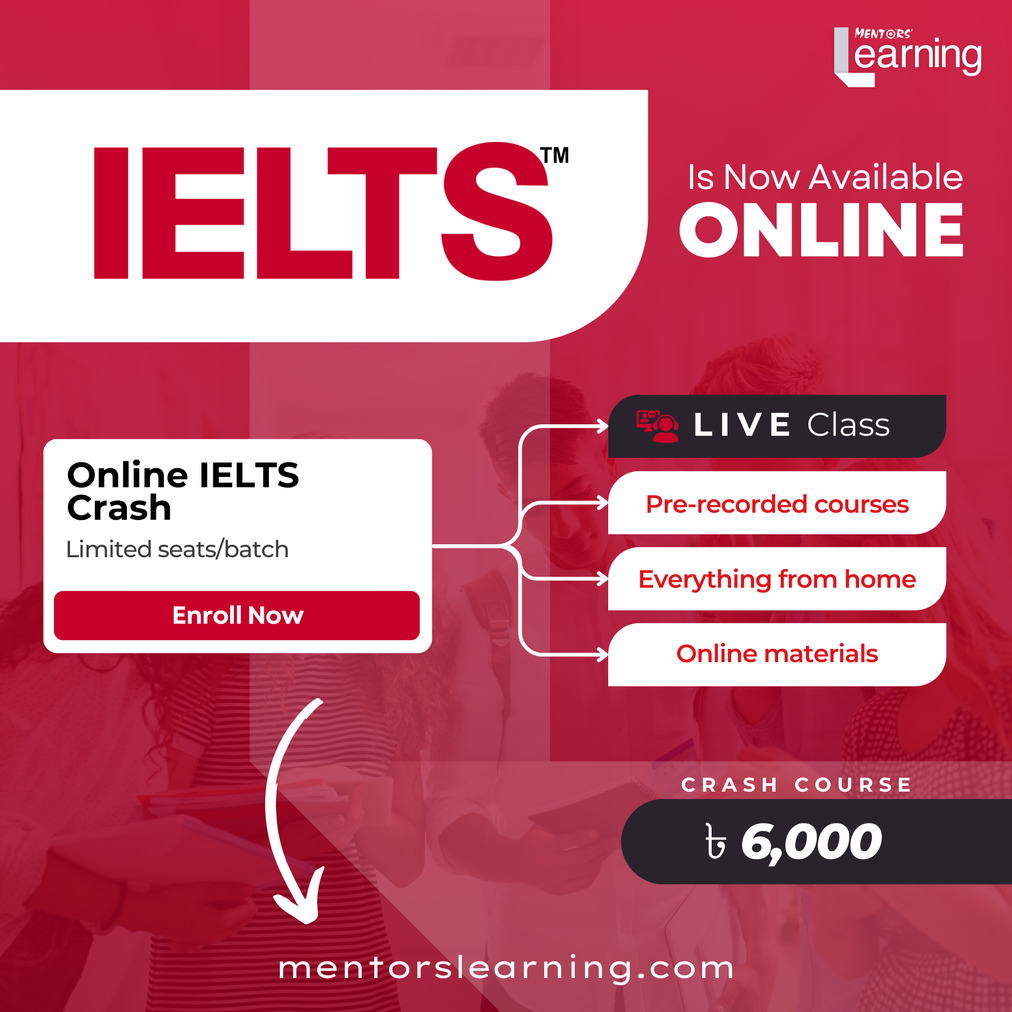 MENTORS'
Learning
IELTS™
Is Now Available
ONLINE
Online IELTS
Crash
Limited seats/batch
Enroll Now
LIVE Class
Pre-recorded courses
Everything from home
Online materials
CRASH COURSE
৳ 6,000
mentorslearning.com